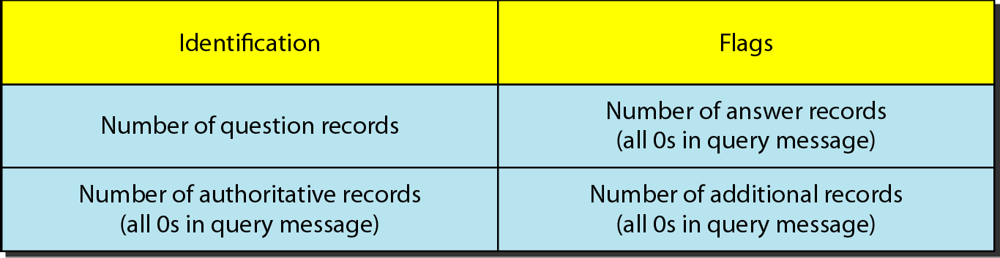 Identification
Flags
Number of question records
Number of answer records
(all 0s in query message)
Number of authoritative records
(all 0s in query message)
Number of additional records
(all 0s in query message)